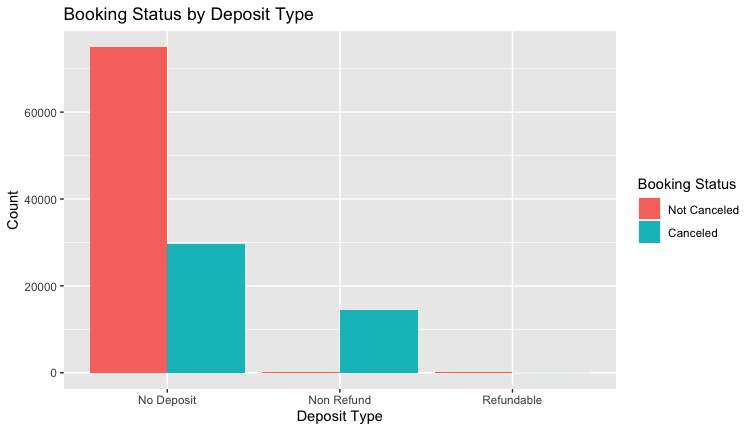 Booking Status by Deposit Type
Count
60000
40000
20000
0
No Deposit
Non Refund
Refundable
Deposit Type
Booking Status
Not Canceled
Canceled